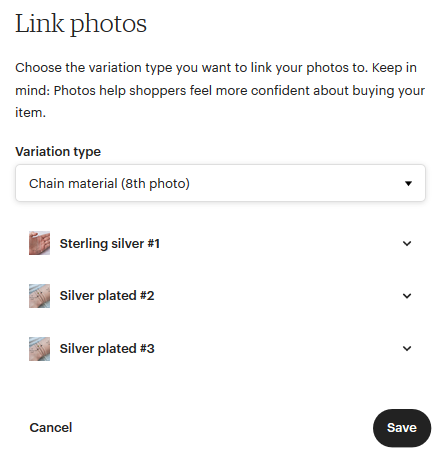 Link photos
Choose the variation type you want to link your photos to. Keep in
mind: Photos help shoppers feel more confident about buying your
item.
Variation type
Chain material (8th photo)
Sterling silver #1
Silver plated #2
Silver plated #3
Cancel
Save